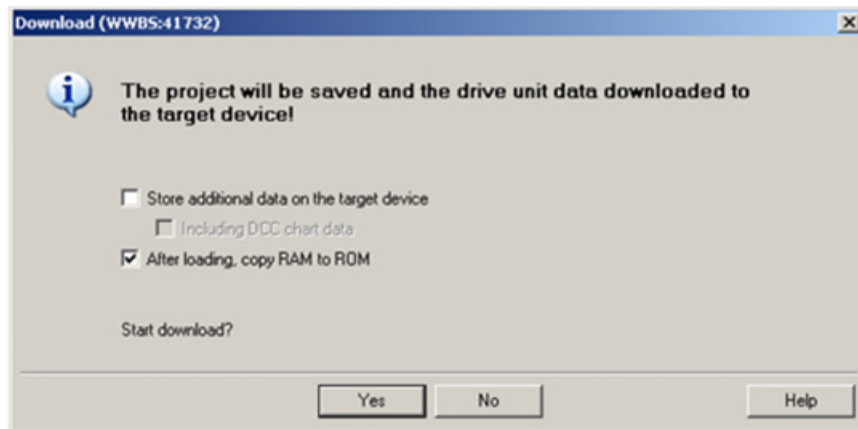 Download (WWBS:41732)
The project will be saved and the drive unit data downloaded to
the target device!
Store additional data on the target device
Including DCC chart data
After loading, copy RAM to ROM
Start download?
Yes No Help